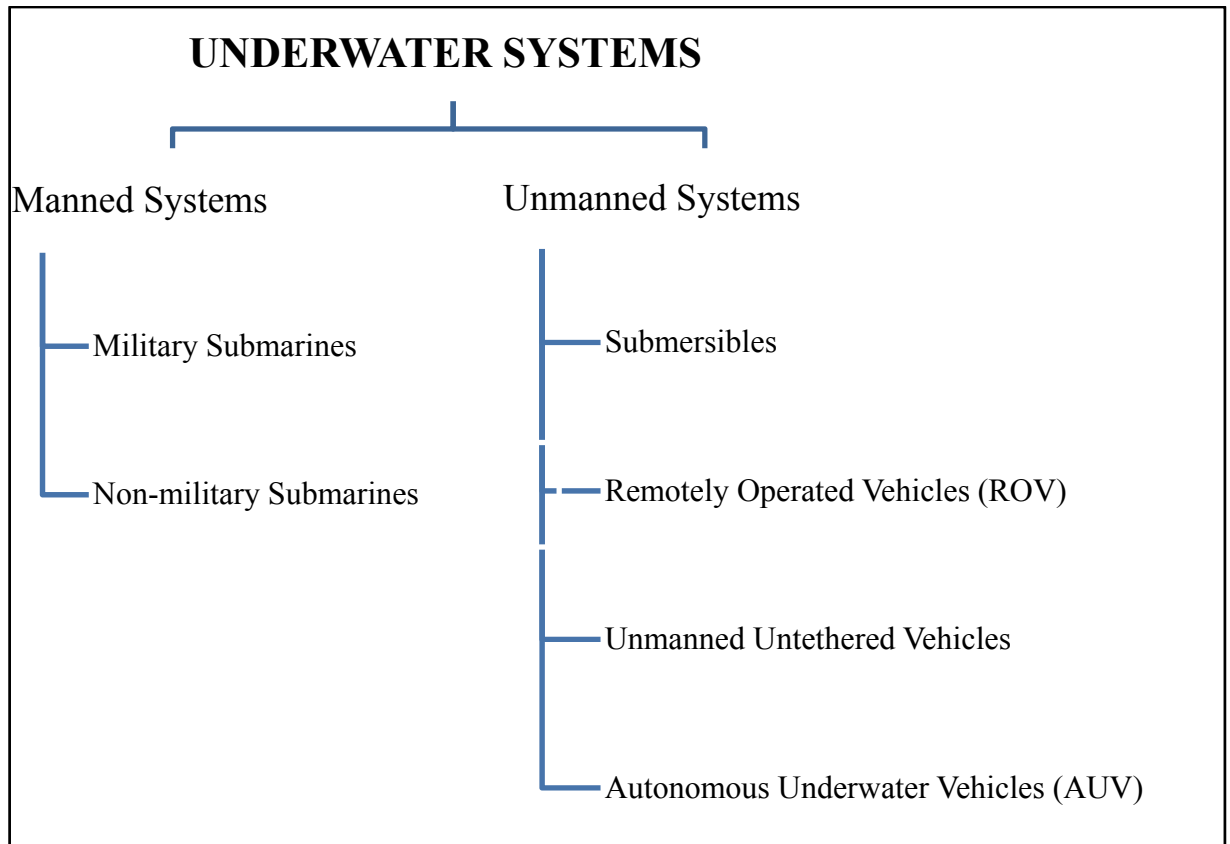 UNDERWATER SYSTEMS
Manned Systems
Military Submarines
Non-military Submarines
Unmanned Systems
Submersibles
Remotely Operated Vehicles (ROV)
Unmanned Untethered Vehicles
Autonomous Underwater Vehicles (AUV)